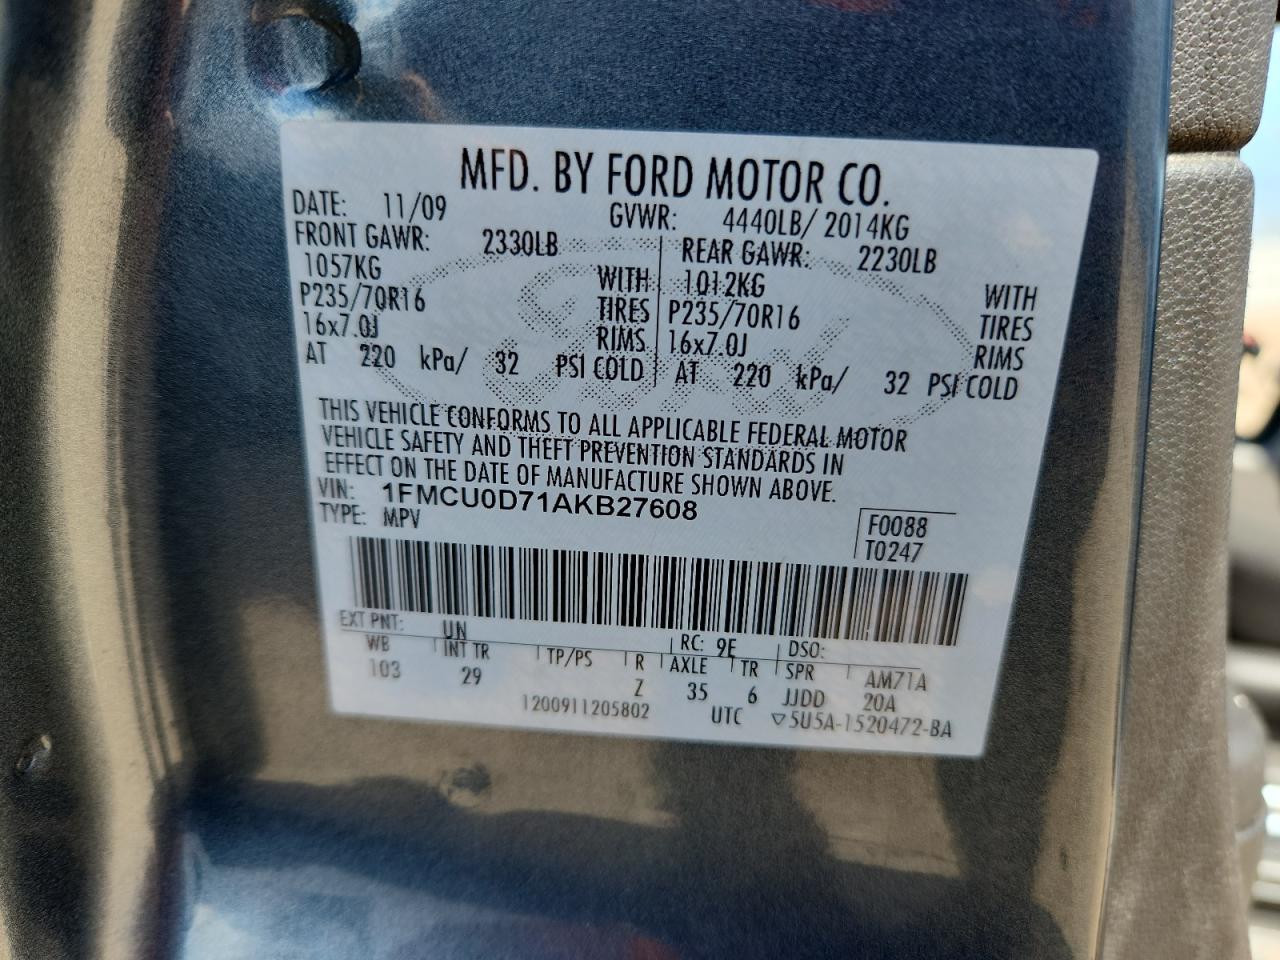 MFD. BY FORD MOTOR CO.
DATE: 11/09 GVWR: 4440LB/ 2014KG
FRONT GAWR: 2330LB REAR GAWR: 2230LB
1057KG WITH 1012KG WITH
P235/70R16 TIRES P235/70R16 TIRES
16x7.0J RIMS 16x7.0J RIMS
AT 220 kPa/ 32 PSI COLD AT 220 kPa/ 32 PSI COLD
THIS VEHICLE CONFORMS TO ALL APPLICABLE FEDERAL MOTOR
VEHICLE SAFETY AND THEFT PREVENTION STANDARDS IN
EFFECT ON THE DATE OF MANUFACTURE SHOWN ABOVE.
VIN: 1FMCU0D71AKB27608
TYPE: MPV
F0088
T0247
EXT PNT: UN RC: 9E DSO:
WB INT TR TP/PS R AXLE TR SPR AM71A
103 29 Z 35 6 JJDD 20A
1200911205802 UTC ▽5U5A-1520472-BA